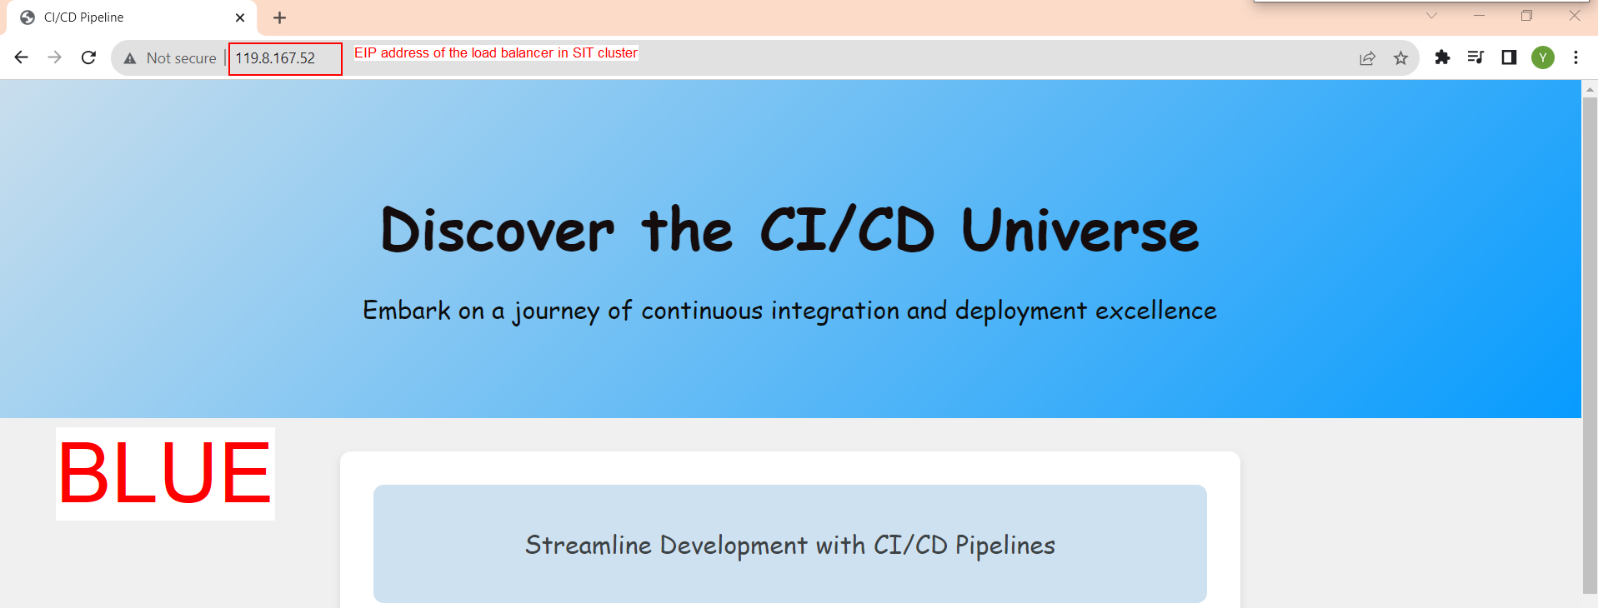 CI/CD Pipeline
Not secure
119.8.167.52
EIP address of the load balancer in SIT cluster
Y
Discover the CI/CD Universe
Embark on a journey of continuous integration and deployment excellence
BLUE
Streamline Development with CI/CD Pipelines